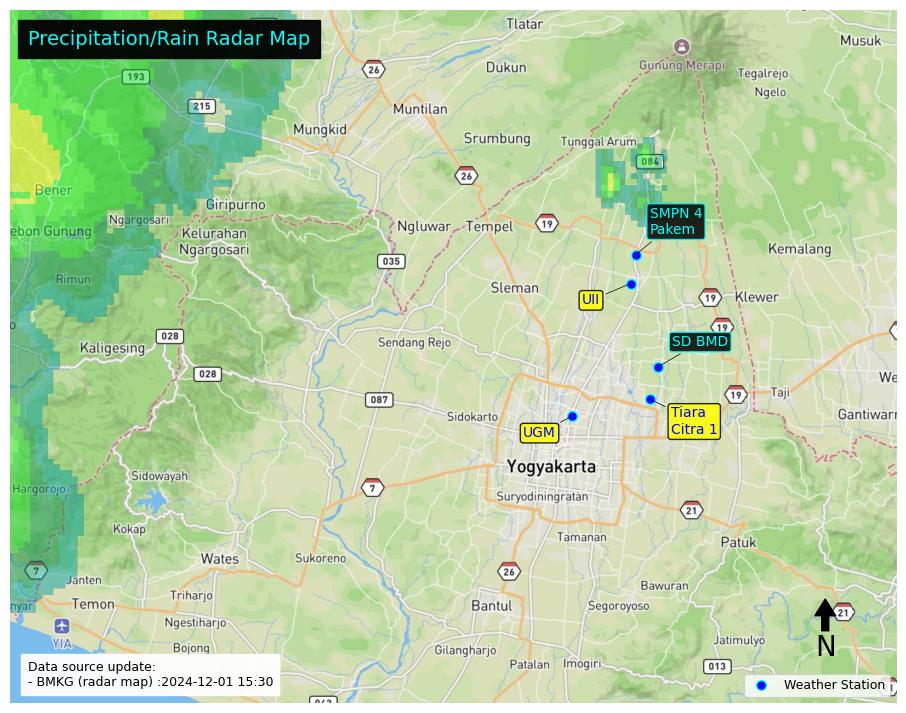 Precipitation/Rain Radar Map
Tlatar
Musuk
26
Gunung Merapi
Dukun
193
Tegalrejo
Ngelo
215
Muntilan
Mungkid
Srumbung
Tunggal Arum
084
26
Bener
Giripurno
SMPN 4
Pakem
Ngargosari
ebon Gunung
Kelurahan
Ngargosari
Ngluwar
Tempel
19
Kemalang
035
Rimun
Sleman
UII
19
Klewer
19
028
Kaligesing
Sendang Rejo
SD BMD
028
We
087
19
Taji
Sidokarto
Tiara
Citra 1
Gantiwarn
UGM
Yogyakarta
Sidowayah
Hargorojo
7
Suryodiningratan
21
Kokap
Tamanan
Patuk
Wates
Sukoreno
7
Janten
26
Bawuran
Temon
Triharjo
Bantul
Segoroyoso
21
nyar
Ngestiharjo
YIA
N
Jatimulyo
Bojong
Gilangharjo
Patalan
Imogiri
013
Data source update:
- BMKG (radar map) :2024-12-01 15:30
Weather Station